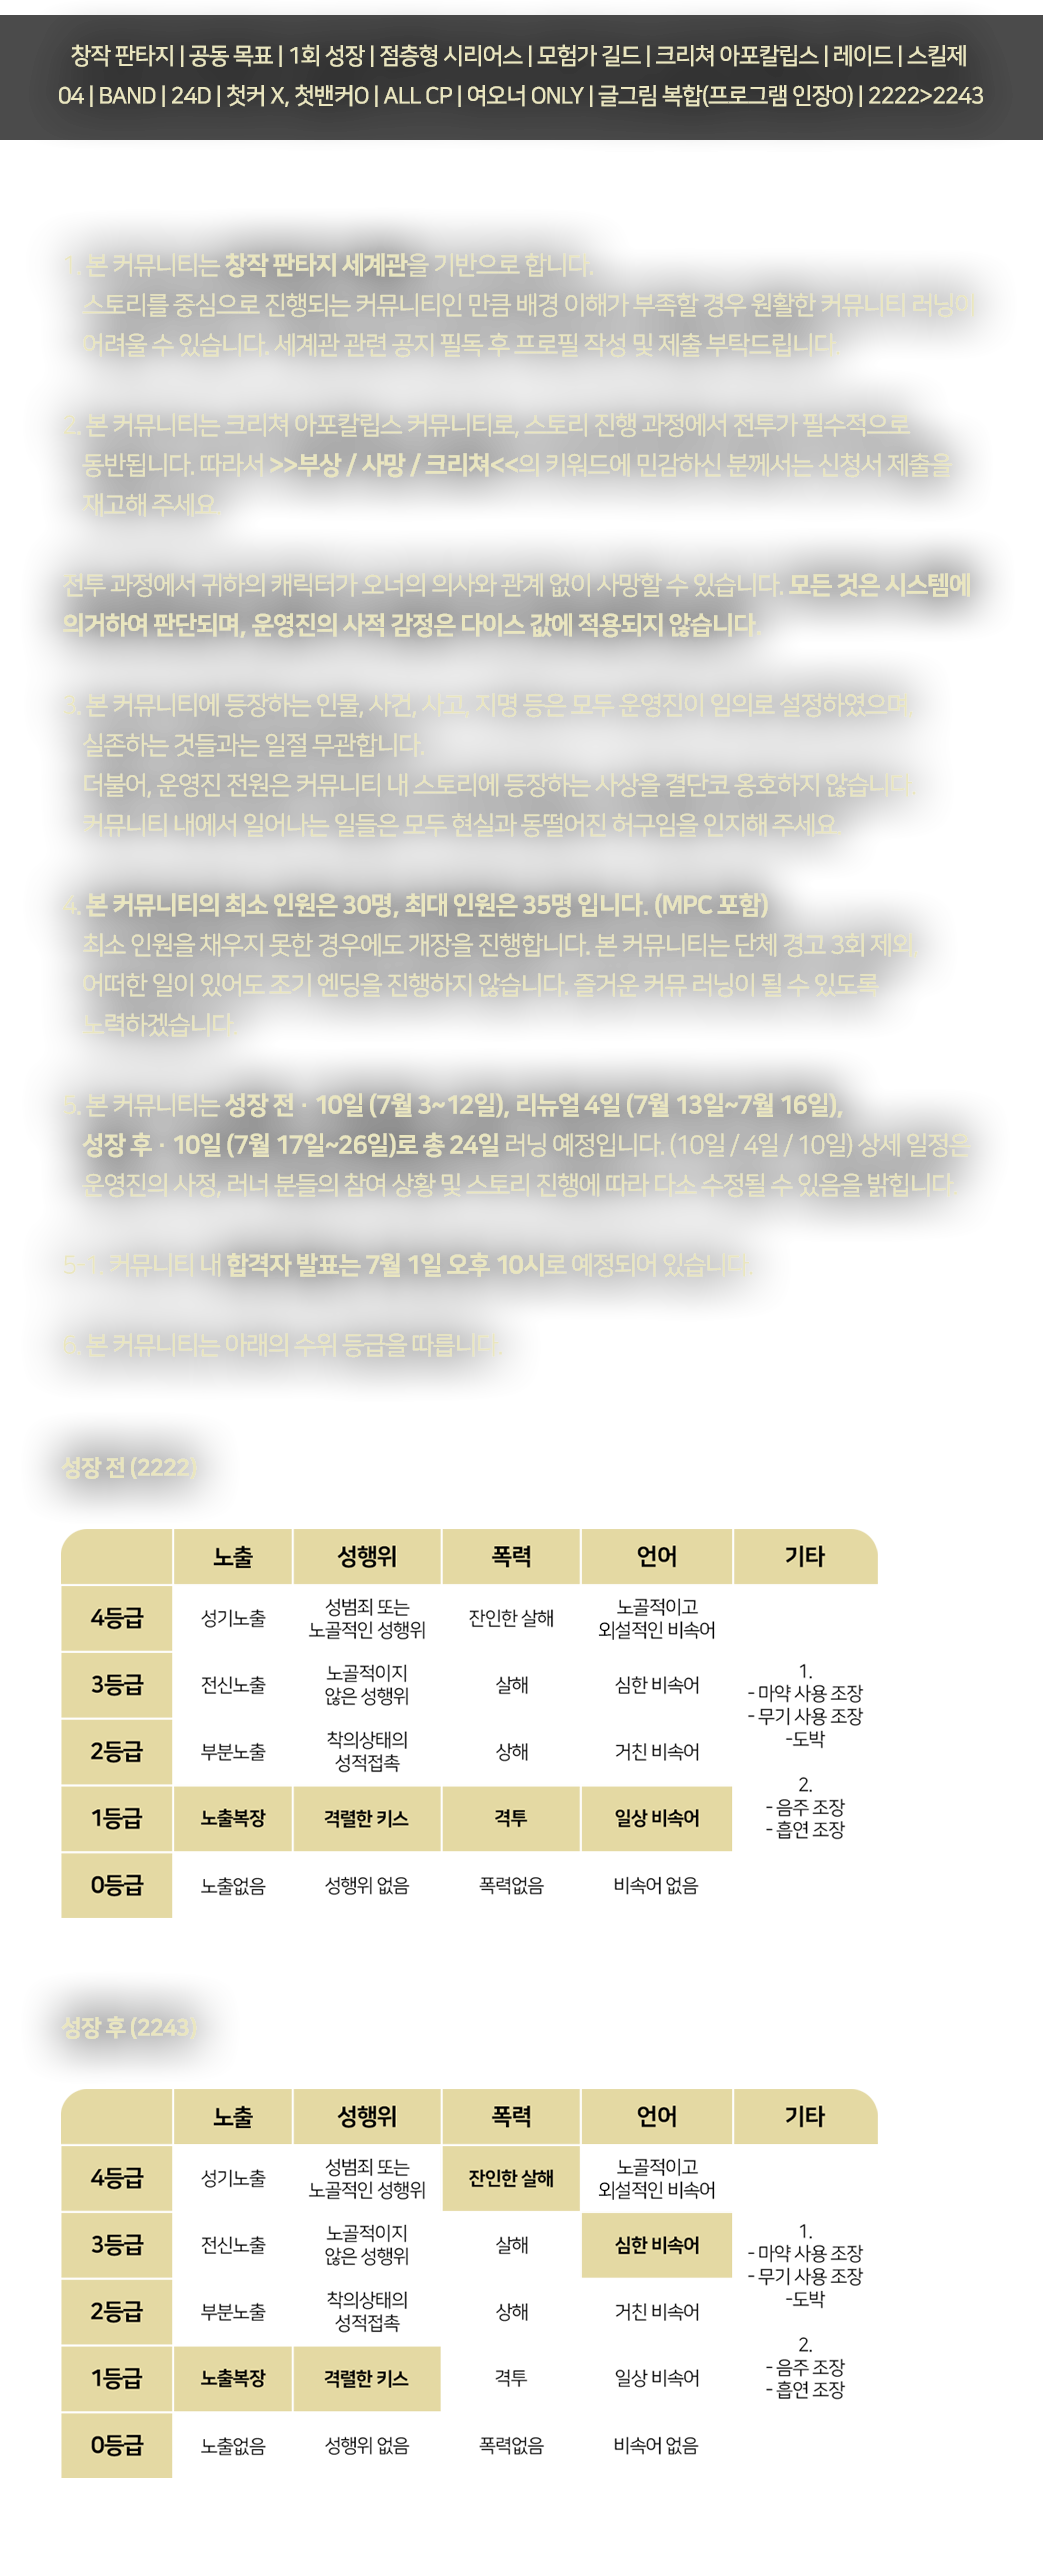 창작 판타지 | 공동 목표 | 1회 성장 | 점층형 시리어스 | 모험가 길드 | 크리쳐 아포칼립스 | 레이드 | 스킬제
04 | BAND | 24D | 첫커 X, 첫밴커O | ALL CP | 여오너 ONLY | 글그림 복합(프로그램 인장O) | 2222>2243
1. 본 커뮤니티는 창작 판타지 세계관을 기반으로 합니다.
스토리를 중심으로 진행되는 커뮤니티인 만큼 배경 이해가 부족할 경우 원활한 커뮤니티 러닝이
어려울 수 있습니다. 세계관 관련 공지 필독 후 프로필 작성 및 제출 부탁드립니다.
2. 본 커뮤니티는 크리쳐 아포칼립스 커뮤니티로, 스토리 진행 과정에서 전투가 필수적으로
동반됩니다. 따라서 >>부상 / 사망 / 크리쳐<<의 키워드에 민감하신 분께서는 신청서 제출을
재고해 주세요.
전투 과정에서 귀하의 캐릭터가 오너의 의사와 관계 없이 사망할 수 있습니다. 모든 것은 시스템에
의거하여 판단되며, 운영진의 사적 감정은 다이스 값에 적용되지 않습니다.
3. 본 커뮤니티에 등장하는 인물, 사건, 사고, 지명 등은 모두 운영진이 임의로 설정하였으며,
실존하는 것들과는 일절 무관합니다.
더불어, 운영진 전원은 커뮤니티 내 스토리에 등장하는 사상을 결단코 옹호하지 않습니다.
커뮤니티 내에서 일어나는 일들은 모두 현실과 동떨어진 허구임을 인지해 주세요.
4. 본 커뮤니티의 최소 인원은 30명, 최대 인원은 35명 입니다. (MPC 포함)
최소 인원을 채우지 못한 경우에도 개장을 진행합니다. 본 커뮤니티는 단체 경고 3회 제외,
어떠한 일이 있어도 조기 엔딩을 진행하지 않습니다. 즐거운 커뮤 러닝이 될 수 있도록
노력하겠습니다.
5. 본 커뮤니티는 성장 전 · 10일 (7월 3~12일), 리뉴얼 4일 (7월 13일~7월 16일),
성장 후 · 10일 (7월 17일~26일)로 총 24일 러닝 예정입니다. (10일 / 4일 / 10일) 상세 일정은
운영진의 사정, 러너 분들의 참여 상황 및 스토리 진행에 따라 다소 수정될 수 있음을 밝힙니다.
5-1. 커뮤니티 내 합격자 발표는 7월 1일 오후 10시로 예정되어 있습니다.
6. 본 커뮤니티는 아래의 수위 등급을 따릅니다.
성장 전 (2222)
노출 성행위 폭력 언어 기타
4등급 성기노출 성범죄 또는 노골적인 성행위 잔인한 살해 노골적이고 외설적인 비속어
3등급 전신노출 노골적이지 않은 성행위 살해 심한 비속어
2등급 부분노출 착의상태의 성적접촉 상해 거친 비속어
1등급 노출복장 격렬한 키스 격투 일상 비속어
0등급 노출없음 성행위 없음 폭력없음 비속어 없음
1.
- 마약 사용 조장
- 무기 사용 조장
-도박
2.
- 음주 조장
- 흡연 조장
성장 후 (2243)
노출 성행위 폭력 언어 기타
4등급 성기노출 성범죄 또는 노골적인 성행위 잔인한 살해 노골적이고 외설적인 비속어
3등급 전신노출 노골적이지 않은 성행위 살해 심한 비속어
2등급 부분노출 착의상태의 성적접촉 상해 거친 비속어
1등급 노출복장 격렬한 키스 격투 일상 비속어
0등급 노출없음 성행위 없음 폭력없음 비속어 없음
1.
- 마약 사용 조장
- 무기 사용 조장
-도박
2.
- 음주 조장
- 흡연 조장